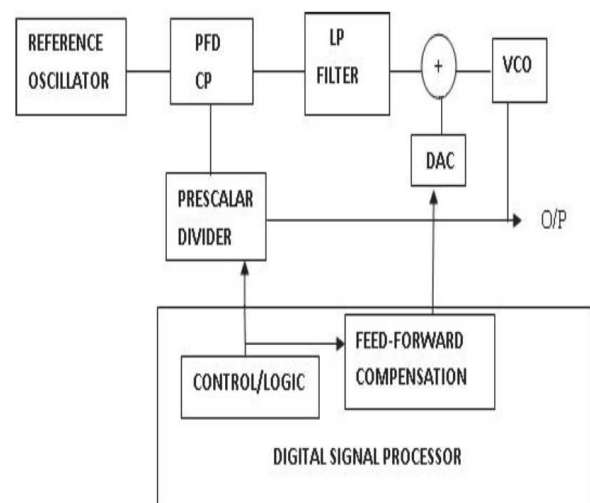 REFERENCE
OSCILLATOR
PFD
CP
LP
FILTER
+
VCO
DAC
PRESCALAR
DIVIDER
O/P
CONTROL/LOGIC
FEED-FORWARD
COMPENSATION
DIGITAL SIGNAL PROCESSOR